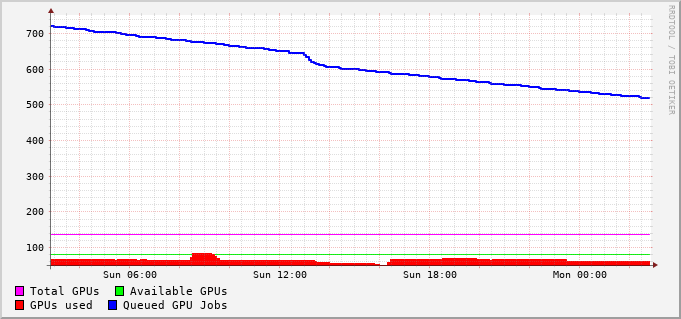 700
600
500
400
300
200
100
Sun 06:00 Sun 12:00 Sun 18:00 Mon 00:00
Total GPUs Available GPUs
GPUs used Queued GPU Jobs
RRDTOOL / TOBI OETIKER